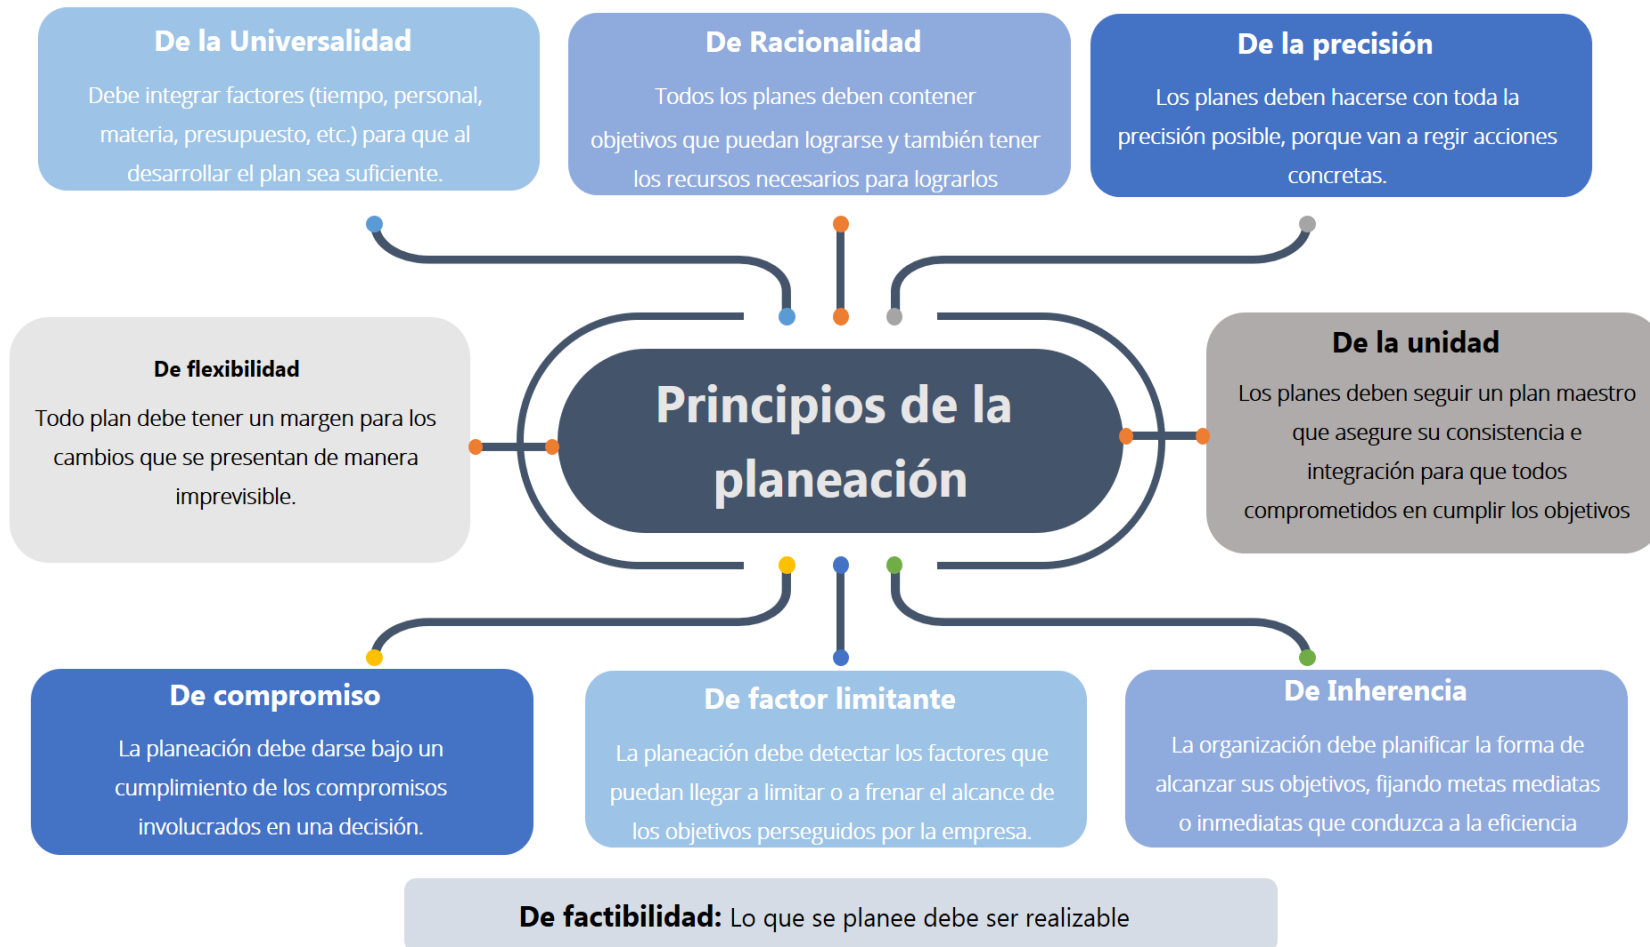 De la Universalidad
Debe integrar factores (tiempo, personal,
materia, presupuesto, etc.) para que al
desarrollar el plan sea suficiente.
De Racionalidad
Todos los planes deben contener
objetivos que puedan lograrse y también tener
los recursos necesarios para lograrlos
De la precisión
Los planes deben hacerse con toda la
precisión posible, porque van a regir acciones
concretas.
De flexibilidad
Todo plan debe tener un margen para los
cambios que se presentan de manera
imprevisible.
Principios de la
planeación
De la unidad
Los planes deben seguir un plan maestro
que asegure su consistencia e
integración para que todos
comprometidos en cumplir los objetivos
De compromiso
La planeación debe darse bajo un
cumplimiento de los compromisos
involucrados en una decisión.
De factor limitante
La planeación debe detectar los factores que
puedan llegar a limitar o a frenar el alcance de
los objetivos perseguidos por la empresa.
De Inherencia
La organización debe planificar la forma de
alcanzar sus objetivos, fijando metas mediatas
o inmediatas que conduzca a la eficiencia
De factibilidad: Lo que se planee debe ser realizable